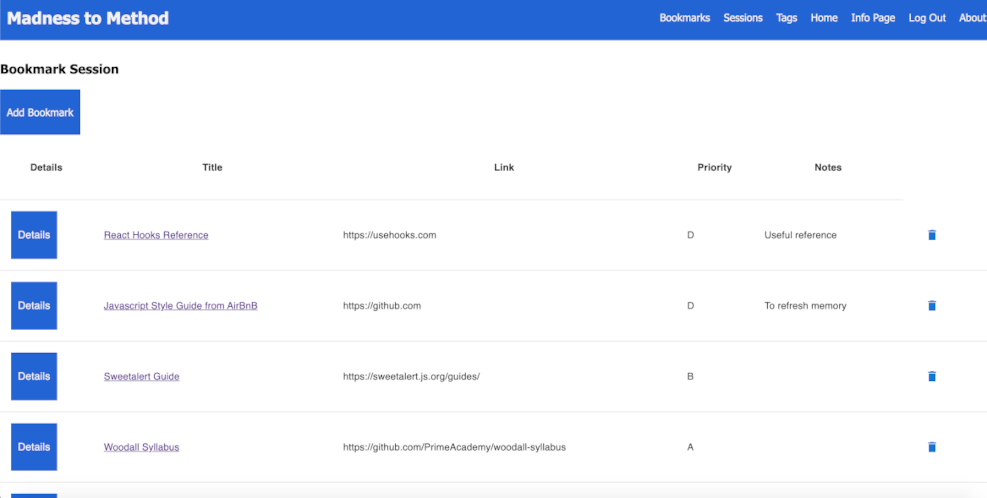 Madness to Method Bookmarks Sessions Tags Home Info Page Log Out About
Bookmark Session
Add Bookmark
Details Title Link Priority Notes
Details React Hooks Reference https://usehooks.com D Useful reference
Details Javascript Style Guide from AirBnB https://github.com D To refresh memory
Details Sweetalert Guide https://sweetalert.js.org/guides/ B
Details Woodall Syllabus https://github.com/PrimeAcademy/woodall-syllabus A